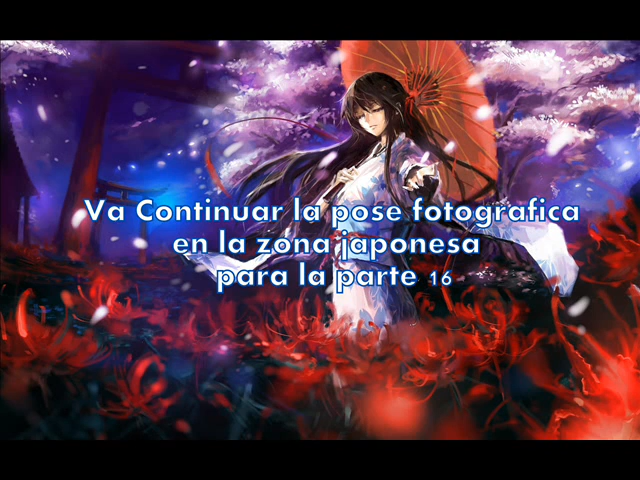 Va Continuar la pose fotografica
en la zona japonesa
para la parte 16